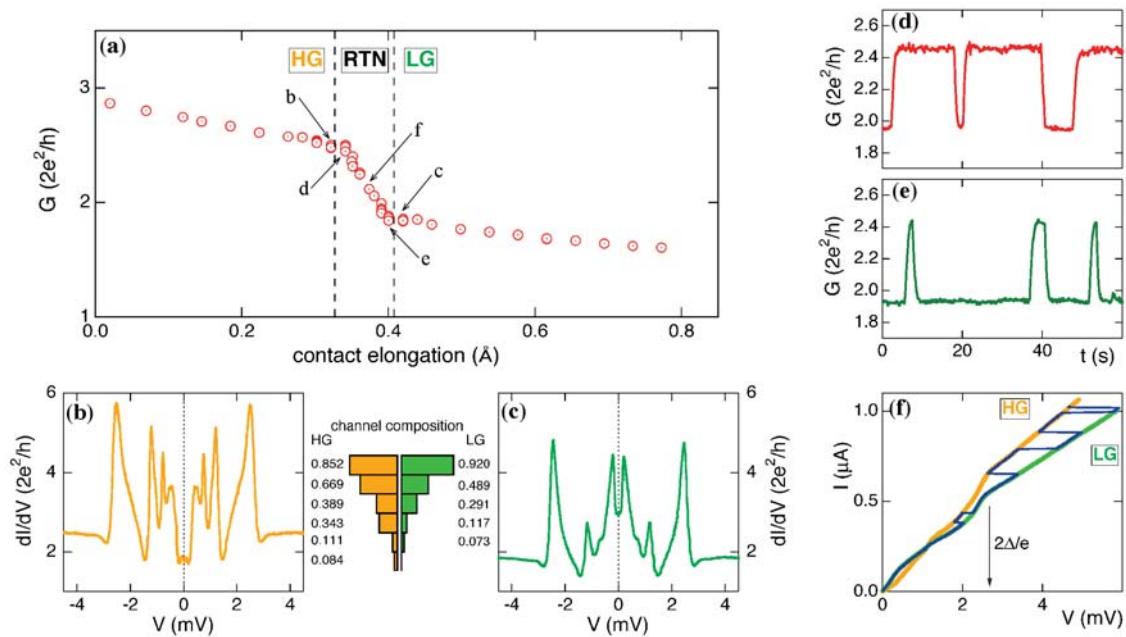 (a)
HG RTN LG
b
f
d
c
e
G (2e²/h)
3
2
1
0.0 0.2 0.4 0.6 0.8
contact elongation (Å)
(d)
G (2e²/h)
2.4
2.2
2.0
1.8
(e)
G (2e²/h)
2.4
2.2
2.0
1.8
0 20 40 t (s)
(b)
dI/dV (2e²/h)
6
4
2
-4 -2 0 2 4
V (mV)
channel composition
HG LG
0.852 0.920
0.669 0.489
0.389 0.291
0.343 0.117
0.111 0.073
0.084
(c)
6
4
2
dI/dV (2e²/h)
-4 -2 0 2 4
V (mV)
(f)
HG
LG
I (μA)
1.0
0.5
0.0
2Δ/e
0 2 4 V (mV)